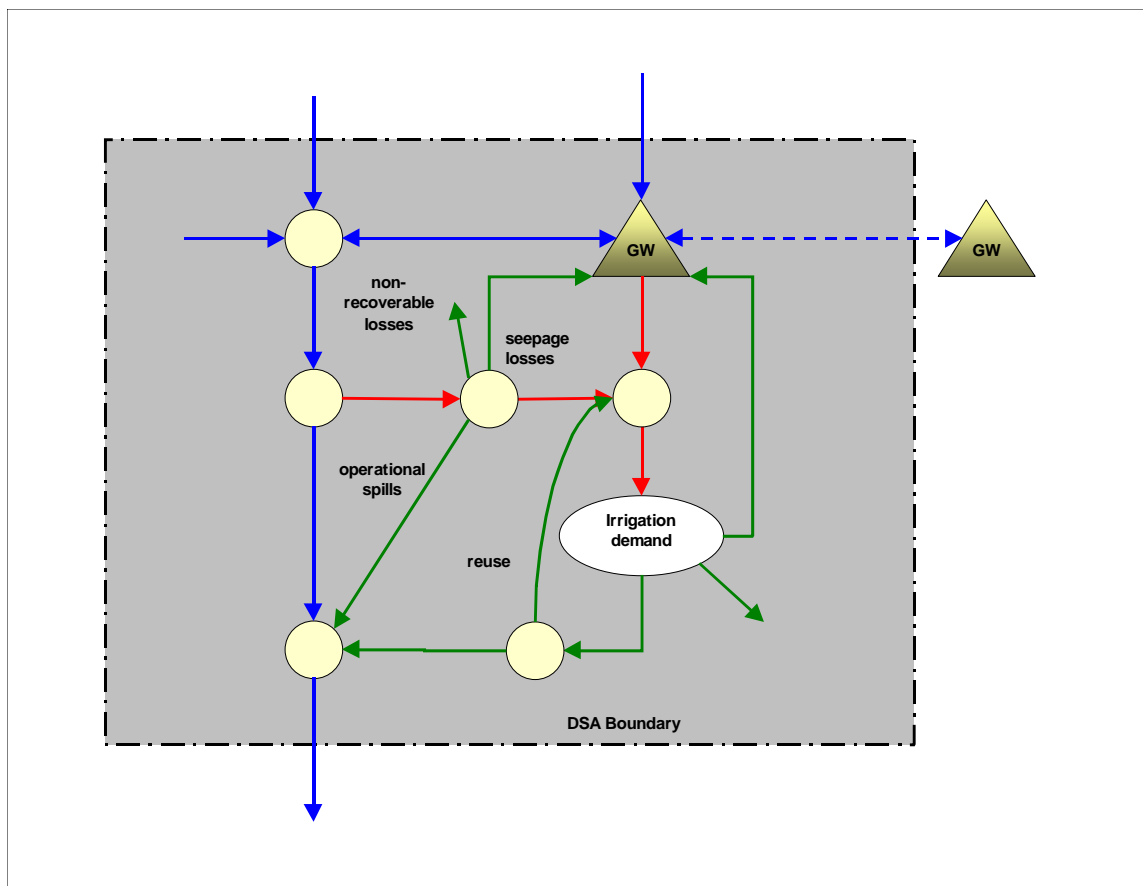 GW
GW
non-
recoverable
losses
seepage
losses
operational
spills
Irrigation
demand
reuse
DSA Boundary